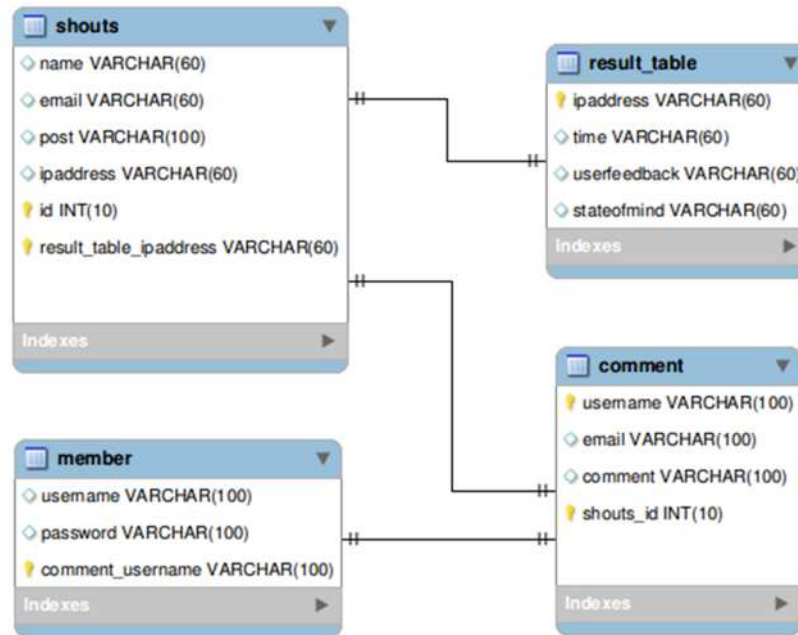 shouts
name VARCHAR(60)
email VARCHAR(60)
post VARCHAR(100)
ipaddress VARCHAR(60)
id INT(10)
result_table_ipaddress VARCHAR(60)
Indexes
result_table
ipaddress VARCHAR(60)
time VARCHAR(60)
userfeedback VARCHAR(60)
stateofmind VARCHAR(60)
Indexes
member
username VARCHAR(100)
password VARCHAR(100)
comment_username VARCHAR(100)
Indexes
comment
username VARCHAR(100)
email VARCHAR(100)
comment VARCHAR(100)
shouts_id INT(10)
Indexes